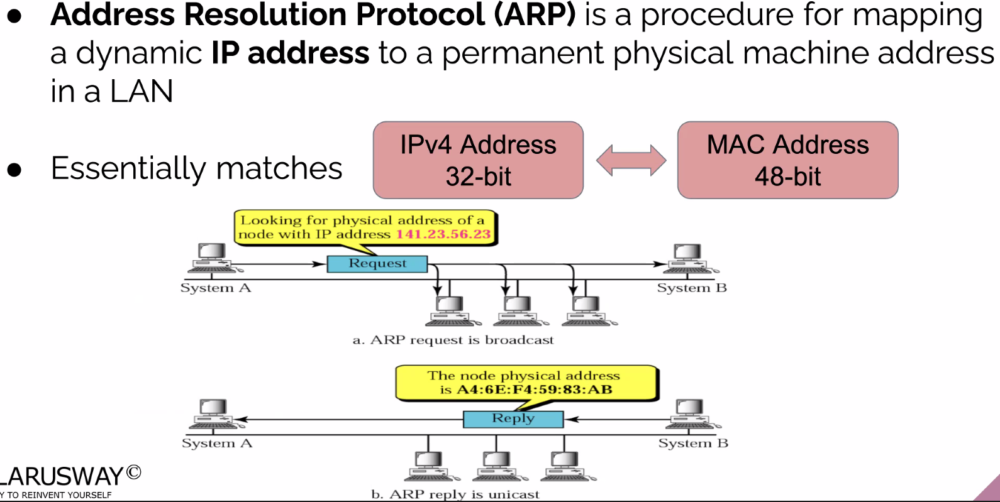 ● Address Resolution Protocol (ARP) is a procedure for mapping
a dynamic IP address to a permanent physical machine address
in a LAN
● Essentially matches
IPv4 Address
32-bit
MAC Address
48-bit
Looking for physical address of a
node with IP address 141.23.56.23
Request
System A
System B
a. ARP request is broadcast
The node physical address
is A4:6E:F4:59:83:AB
Reply
System A
System B
b. ARP reply is unicast
LARUSWAY©
Y TO REINVENT YOURSELF